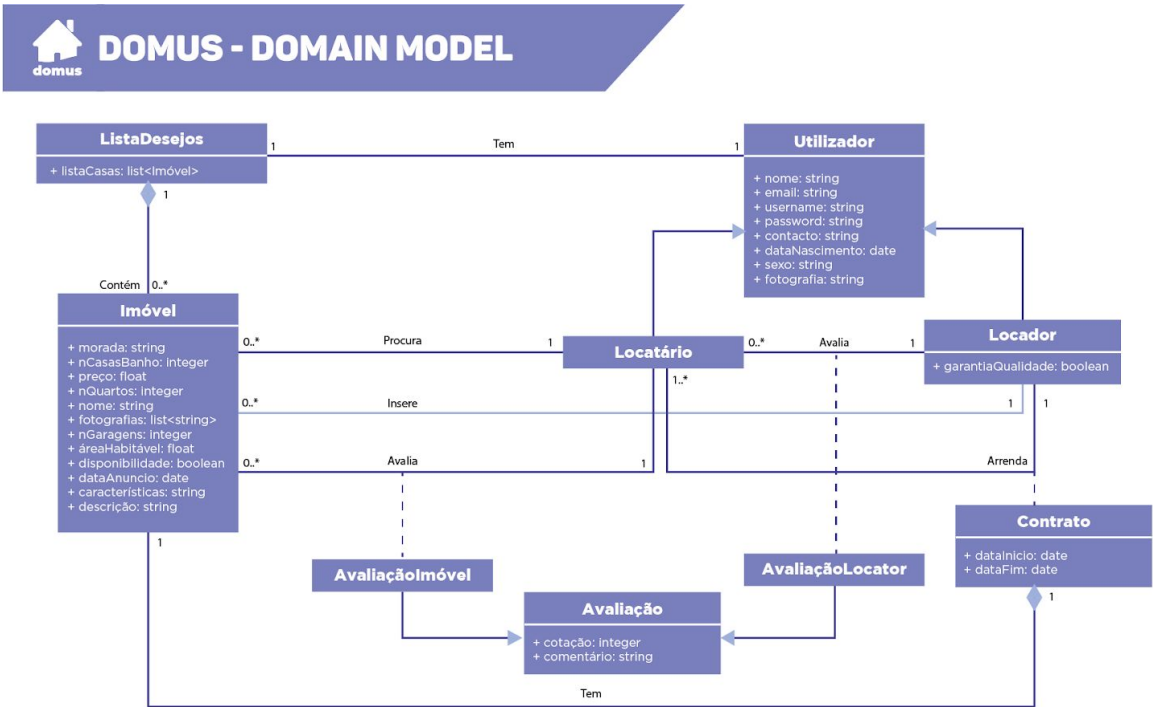 domus
DOMUS - DOMAIN MODEL
ListaDesejos
+ listaCasas: list<Imóvel>
1
Tem
1
Utilizador
+ nome: string
+ email: string
+ username: string
+ password: string
+ contacto: string
+ dataNascimento: date
+ sexo: string
+ fotografia: string
1
Contém
0..*
Imóvel
+ morada: string
+ nCasasBanho: integer
+ preço: float
+ nQuartos: integer
+ nome: string
+ fotografias: list<string>
+ nGaragens: integer
+ áreaHabitável: float
+ disponibilidade: boolean
+ dataAnuncio: date
+ características: string
+ descrição: string
0..*
Procura
1
Locatário
0..*
Avalia
1
Locador
+ garantiaQualidade: boolean
1..*
0..*
Insere
1
1
0..*
Avalia
1
Arrenda
Contrato
+ dataInicio: date
+ dataFim: date
1
1
AvaliaçãoImóvel
AvaliaçãoLocator
Avaliação
+ cotação: integer
+ comentário: string
Tem